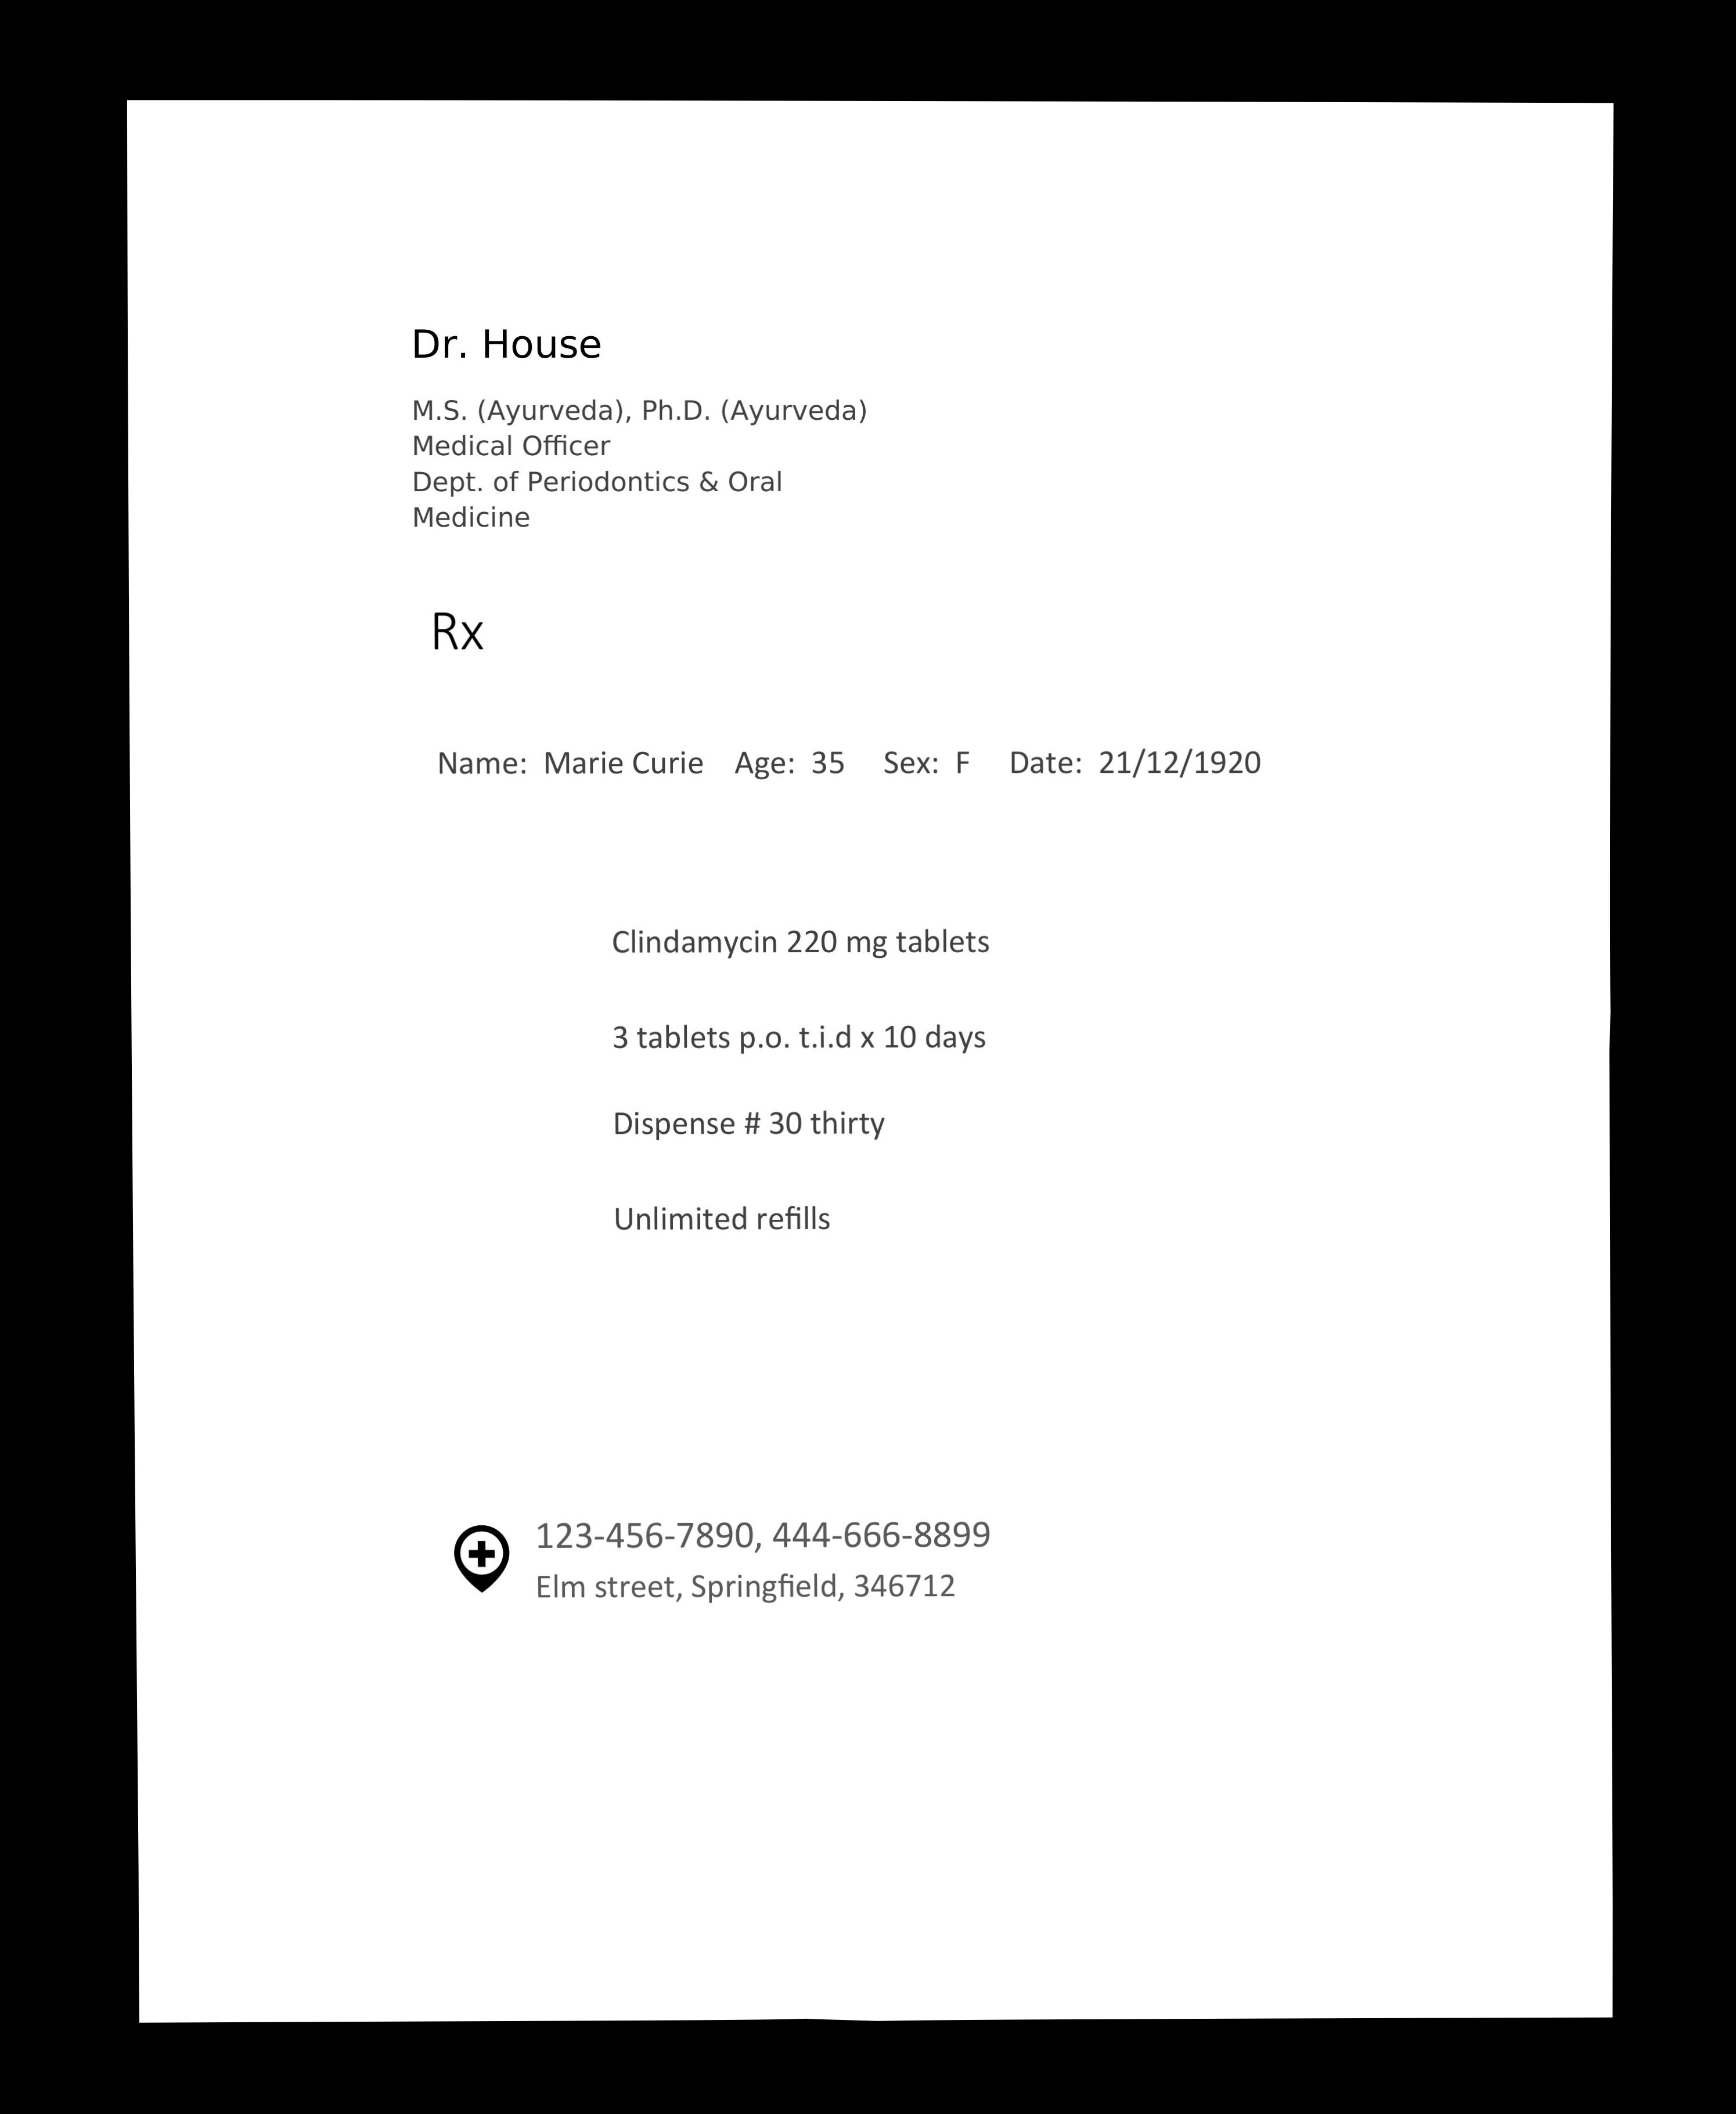 Dr. House
M.S. (Ayurveda), Ph.D. (Ayurveda)
Medical Officer
Dept. of Periodontics & Oral
Medicine
Rx
Name: Marie Curie Age: 35 Sex: F Date: 21/12/1920
Clindamycin 220 mg tablets
3 tablets p.o. t.i.d x 10 days
Dispense # 30 thirty
Unlimited refills
123-456-7890, 444-666-8899
Elm street, Springfield, 346712